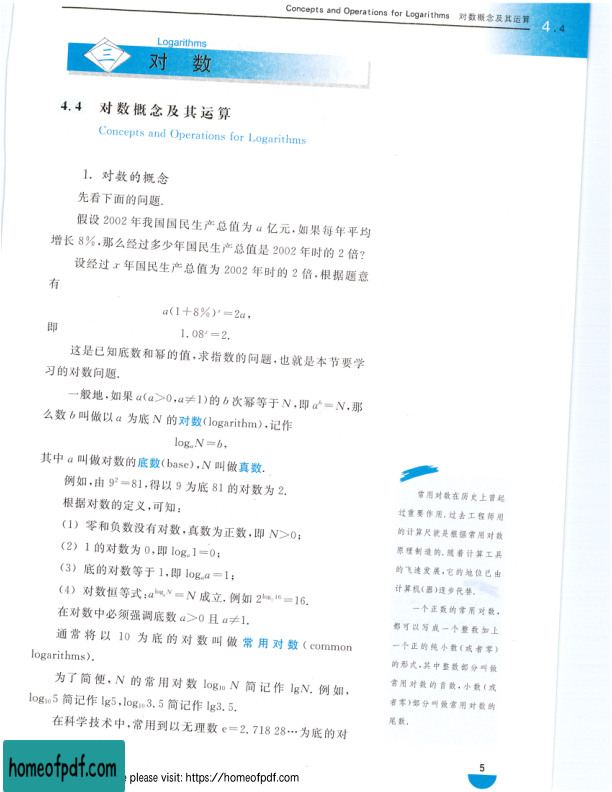 Concepts and Operations for Logarithms 对数概念及其运算 4.4
三
Logarithms
对 数
4.4 对数概念及其运算
Concepts and Operations for Logarithms
1. 对数的概念
先看下面的问题.
假设 2002 年我国国民生产总值为 a 亿元,如果每年平均
增长 8%,那么经过多少年国民生产总值是 2002 年时的 2 倍?
设经过 x 年国民生产总值为 2002 年时的 2 倍,根据题意
有
a(1+8%)ˣ=2a,
即
1.08ˣ=2.
这是已知底数和幂的值,求指数的问题,也就是本节要学
习的对数问题.
一般地,如果 a(a>0,a≠1)的 b 次幂等于 N,即 aᵇ=N,那
么数 b 叫做以 a 为底 N 的对数(logarithm),记作
logₐN=b,
其中 a 叫做对数的底数(base),N 叫做真数.
例如,由 9²=81,得以 9 为底 81 的对数为 2.
根据对数的定义,可知:
(1) 零和负数没有对数,真数为正数,即 N>0;
(2) 1 的对数为 0,即 logₐ1=0;
(3) 底的对数等于 1,即 logₐa=1;
(4) 对数恒等式:a^(logₐN)=N 成立.例如 2^(log₂16)=16.
在对数中必须强调底数 a>0 且 a≠1.
通常将以 10 为底的对数叫做常用对数(common
logarithms).
为了简便,N 的常用对数 log₁₀ N 简记作 lgN. 例如,
log₁₀5 简记作 lg5,log₁₀3.5 简记作 lg3.5.
在科学技术中,常用到以无理数 e=2.718 28…为底的对
常用对数在历史上曾起
过重要作用.过去工程师用
的计算尺就是根据常用对数
原理制造的.随着计算工具
的飞速发展,它的地位已由
计算机(器)逐步代替.
一个正数的常用对数,
都可以写成一个整数加上
一个正的纯小数(或者零)
的形式,其中整数部分叫做
常用对数的首数,小数(或
者零)部分叫做常用对数的
尾数.
5
homeofpdf.com
please visit: https://homeofpdf.com